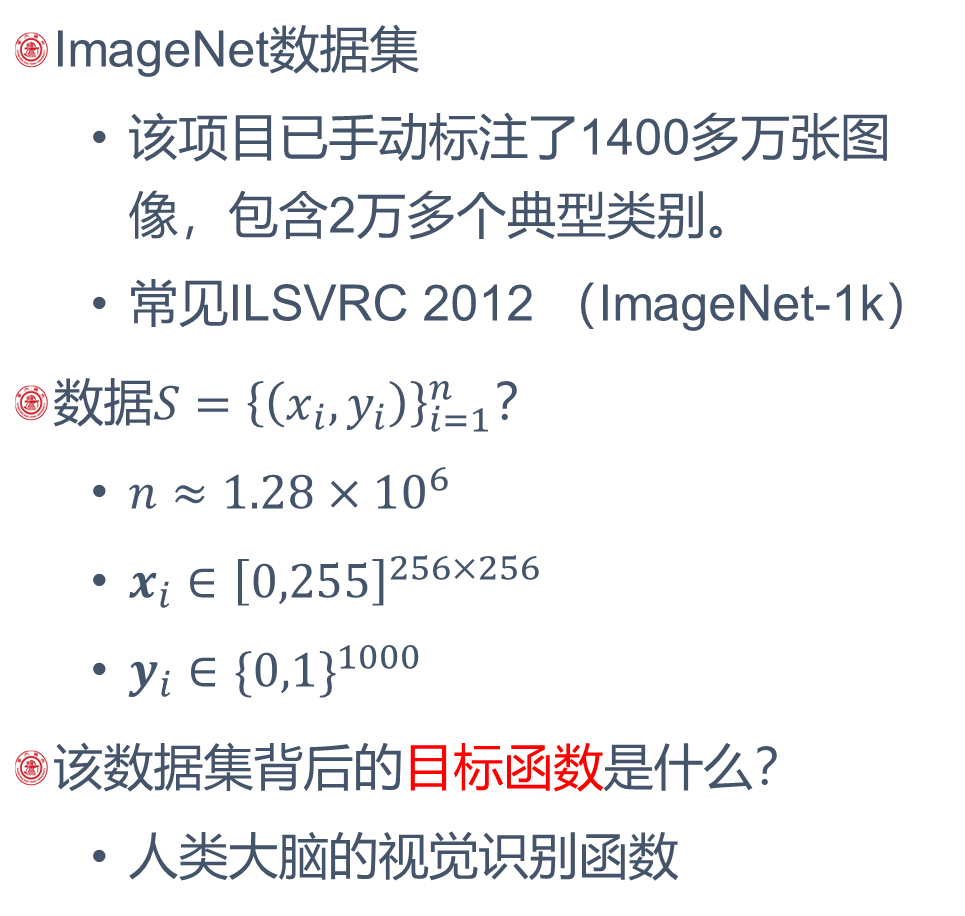 ImageNet数据集
• 该项目已手动标注了1400多万张图
像，包含2万多个典型类别。
• 常见ILSVRC 2012 （ImageNet-1k）
数据$S = \{(x_i, y_i)\}_{i=1}^{n}$?
• $n \approx 1.28 \times 10^6$
• $\boldsymbol{x}_i \in [0,255]^{256 \times 256}$
• $\boldsymbol{y}_i \in \{0,1\}^{1000}$
该数据集背后的目标函数是什么?
• 人类大脑的视觉识别函数